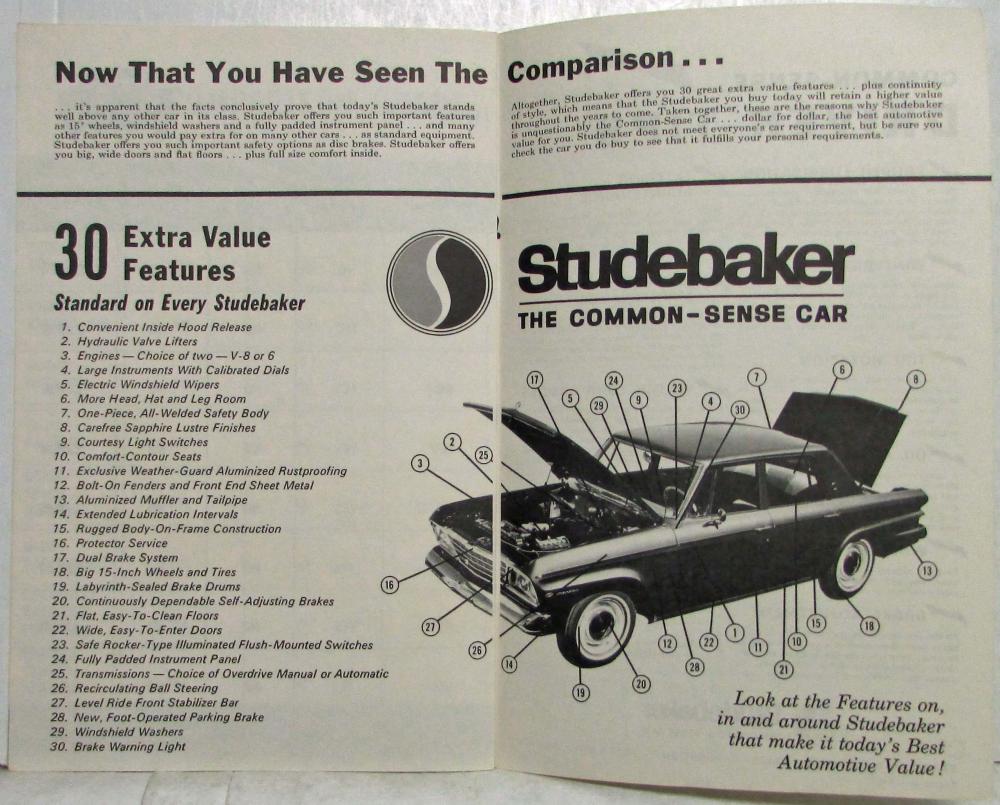 Now That You Have Seen The Comparison . . .
. . . it's apparent that the facts conclusively prove that today's Studebaker stands
well above any other car in its class. Studebaker offers you such important features
as 15" wheels, windshield washers and a fully padded instrument panel . . . and many
other features you would pay extra for on many other cars . . . as standard equipment.
Studebaker offers you such important safety options as disc brakes. Studebaker offers
you big, wide doors and flat floors . . . plus full size comfort inside.
Altogether, Studebaker offers you 30 great extra value features . . . plus continuity
of style, which means that the Studebaker you buy today will retain a higher value
throughout the years to come. Taken together, these are the reasons why Studebaker
is unquestionably the Common-Sense Car . . . dollar for dollar, the best automotive
value for you. Studebaker does not meet everyone's car requirement, but be sure you
check the car you do buy to see that it fulfills your personal requirements.
30 Extra Value
Features
Standard on Every Studebaker
1. Convenient Inside Hood Release
2. Hydraulic Valve Lifters
3. Engines — Choice of two — V-8 or 6
4. Large Instruments With Calibrated Dials
5. Electric Windshield Wipers
6. More Head, Hat and Leg Room
7. One-Piece, All-Welded Safety Body
8. Carefree Sapphire Lustre Finishes
9. Courtesy Light Switches
10. Comfort-Contour Seats
11. Exclusive Weather-Guard Aluminized Rustproofing
12. Bolt-On Fenders and Front End Sheet Metal
13. Aluminized Muffler and Tailpipe
14. Extended Lubrication Intervals
15. Rugged Body-On-Frame Construction
16. Protector Service
17. Dual Brake System
18. Big 15-Inch Wheels and Tires
19. Labyrinth-Sealed Brake Drums
20. Continuously Dependable Self-Adjusting Brakes
21. Flat, Easy-To-Clean Floors
22. Wide, Easy-To-Enter Doors
23. Safe Rocker-Type Illuminated Flush-Mounted Switches
24. Fully Padded Instrument Panel
25. Transmissions — Choice of Overdrive Manual or Automatic
26. Recirculating Ball Steering
27. Level Ride Front Stabilizer Bar
28. New, Foot-Operated Parking Brake
29. Windshield Washers
30. Brake Warning Light
S
Studebaker
THE COMMON-SENSE CAR
17 24 23 7 6 8
5 29 9 4 30
2 25
3
16
27
26
14
19
20
12
28
22
1
11
21
10
15
18
13
Look at the Features on,
in and around Studebaker
that make it today's Best
Automotive Value!